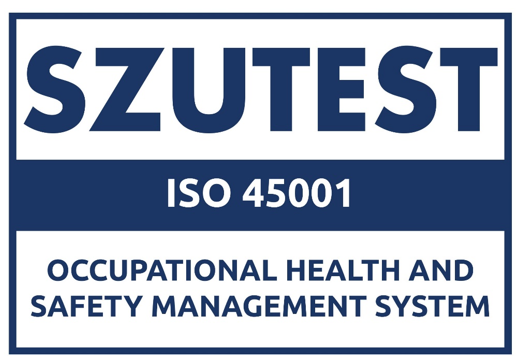 SZUTEST
ISO 45001
OCCUPATIONAL HEALTH AND
SAFETY MANAGEMENT SYSTEM